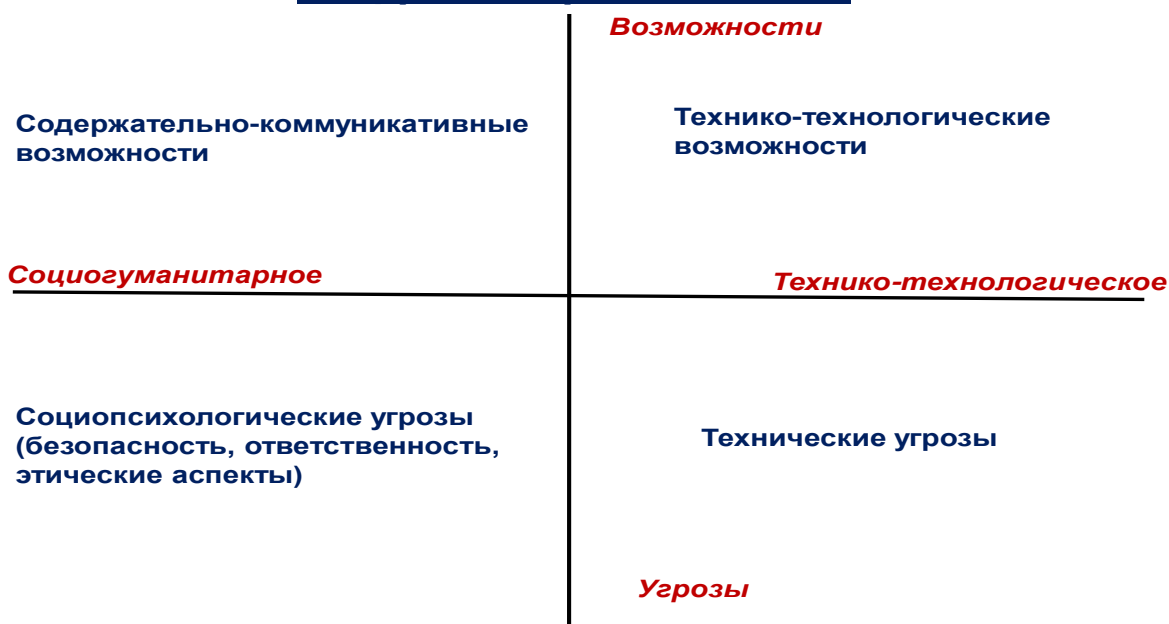 Возможности
Содержательно-коммуникативные
возможности
Технико-технологические
возможности
Социогуманитарное
Технико-технологическое
Социопсихологические угрозы
(безопасность, ответственность,
этические аспекты)
Технические угрозы
Угрозы